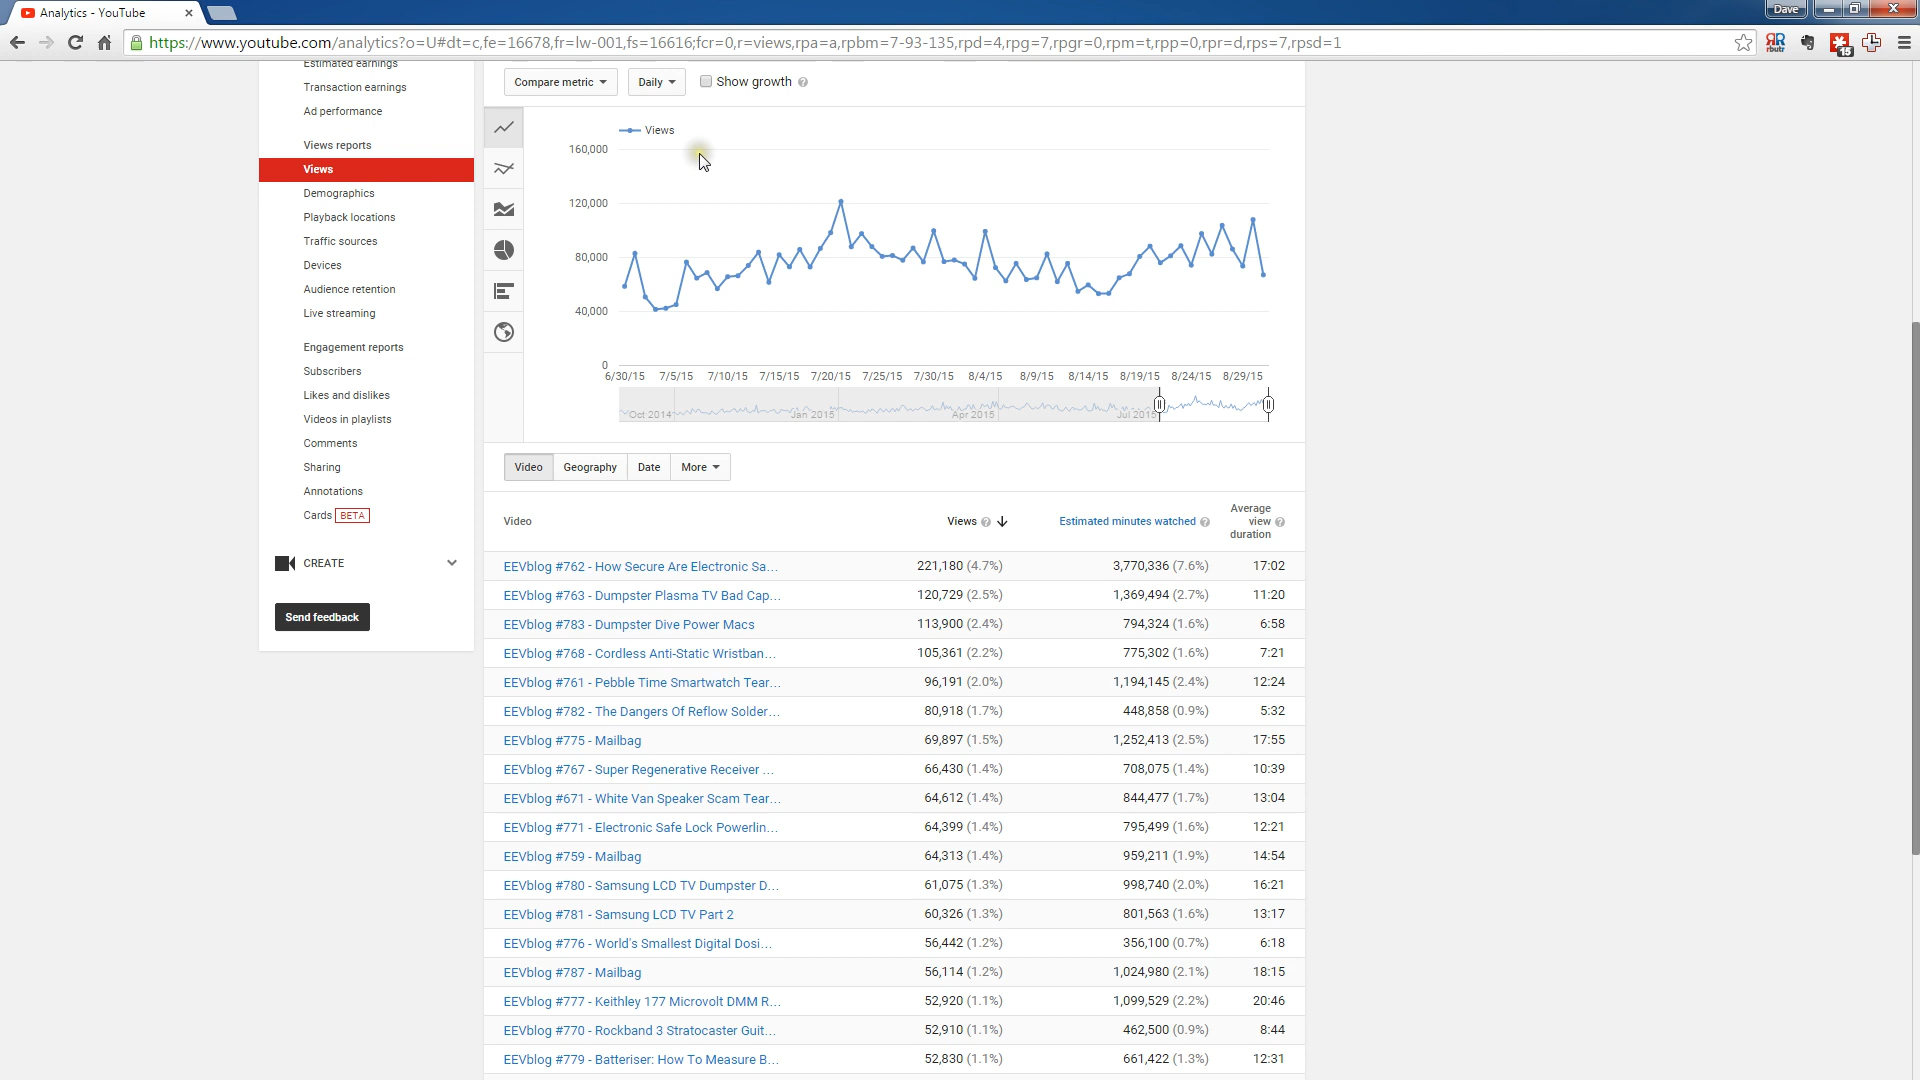 Analytics - YouTube
Dave
https://www.youtube.com/analytics?o=U#dt=c,fe=16678,fr=lw-001,fs=16616;fcr=0,r=views,rpa=a,rpbm=7-93-135,rpd=4,rpg=7,rpgr=0,rpm=t,rpp=0,rpr=d,rps=7,rpsd=1
rbutr
15
Estimated earnings
Transaction earnings
Ad performance
Views reports
Views
Demographics
Playback locations
Traffic sources
Devices
Audience retention
Live streaming
Engagement reports
Subscribers
Likes and dislikes
Videos in playlists
Comments
Sharing
Annotations
Cards BETA
CREATE
Send feedback
Compare metric Daily Show growth ?
Views
160,000
120,000
80,000
40,000
0
6/30/15 7/5/15 7/10/15 7/15/15 7/20/15 7/25/15 7/30/15 8/4/15 8/9/15 8/14/15 8/19/15 8/24/15 8/29/15
Oct 2014 Jan 2015 Apr 2015 Jul 2015
Video Geography Date More
Video Views ? Estimated minutes watched ? Average view duration ?
EEVblog #762 - How Secure Are Electronic Sa... 221,180 (4.7%) 3,770,336 (7.6%) 17:02
EEVblog #763 - Dumpster Plasma TV Bad Cap... 120,729 (2.5%) 1,369,494 (2.7%) 11:20
EEVblog #783 - Dumpster Dive Power Macs 113,900 (2.4%) 794,324 (1.6%) 6:58
EEVblog #768 - Cordless Anti-Static Wristban... 105,361 (2.2%) 775,302 (1.6%) 7:21
EEVblog #761 - Pebble Time Smartwatch Tear... 96,191 (2.0%) 1,194,145 (2.4%) 12:24
EEVblog #782 - The Dangers Of Reflow Solder... 80,918 (1.7%) 448,858 (0.9%) 5:32
EEVblog #775 - Mailbag 69,897 (1.5%) 1,252,413 (2.5%) 17:55
EEVblog #767 - Super Regenerative Receiver ... 66,430 (1.4%) 708,075 (1.4%) 10:39
EEVblog #671 - White Van Speaker Scam Tear... 64,612 (1.4%) 844,477 (1.7%) 13:04
EEVblog #771 - Electronic Safe Lock Powerlin... 64,399 (1.4%) 795,499 (1.6%) 12:21
EEVblog #759 - Mailbag 64,313 (1.4%) 959,211 (1.9%) 14:54
EEVblog #780 - Samsung LCD TV Dumpster D... 61,075 (1.3%) 998,740 (2.0%) 16:21
EEVblog #781 - Samsung LCD TV Part 2 60,326 (1.3%) 801,563 (1.6%) 13:17
EEVblog #776 - World's Smallest Digital Dosi... 56,442 (1.2%) 356,100 (0.7%) 6:18
EEVblog #787 - Mailbag 56,114 (1.2%) 1,024,980 (2.1%) 18:15
EEVblog #777 - Keithley 177 Microvolt DMM R... 52,920 (1.1%) 1,099,529 (2.2%) 20:46
EEVblog #770 - Rockband 3 Stratocaster Guit... 52,910 (1.1%) 462,500 (0.9%) 8:44
EEVblog #779 - Batteriser: How To Measure B... 52,830 (1.1%) 661,422 (1.3%) 12:31